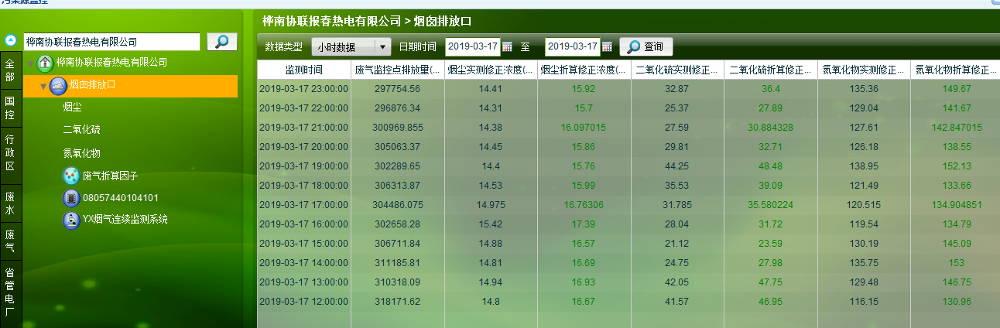 污染源监控
桦南协联报春热电有限公司 > 烟囱排放口
桦南协联报春热电有限公司
数据类型 小时数据 日期时间 2019-03-17 至 2019-03-17 查询
全部
国控
行政区
废水
废气
省管电厂
桦南协联报春热电有限公司
烟囱排放口
烟尘
二氧化硫
氮氧化物
废气折算因子
08057440104101
YX烟气连续监测系统
监测时间 废气监控点排放量(... 烟尘实测修正浓度(... 烟尘折算修正浓度(... 二氧化硫实测修正... 二氧化硫折算修正... 氮氧化物实测修正... 氮氧化物折算修正...
2019-03-17 23:00:00 297754.56 14.41 15.92 32.87 36.4 135.36 149.67
2019-03-17 22:00:00 296876.34 14.31 15.7 25.37 27.89 129.04 141.67
2019-03-17 21:00:00 300969.855 14.38 16.097015 27.59 30.884328 127.61 142.847015
2019-03-17 20:00:00 305063.37 14.45 15.86 29.81 32.71 126.18 138.55
2019-03-17 19:00:00 302289.65 14.4 15.76 44.25 48.48 138.95 152.13
2019-03-17 18:00:00 306313.87 14.53 15.99 35.53 39.09 121.49 133.66
2019-03-17 17:00:00 304486.075 14.975 16.76306 31.785 35.580224 120.515 134.904851
2019-03-17 16:00:00 302658.28 15.42 17.39 28.04 31.72 119.54 134.79
2019-03-17 15:00:00 306711.84 14.88 16.57 21.12 23.59 130.19 145.09
2019-03-17 14:00:00 311185.81 14.81 16.69 24.75 27.98 135.75 153
2019-03-17 13:00:00 310318.09 14.94 16.93 42.05 47.75 129.48 146.75
2019-03-17 12:00:00 318171.62 14.8 16.67 41.57 46.95 116.15 130.96